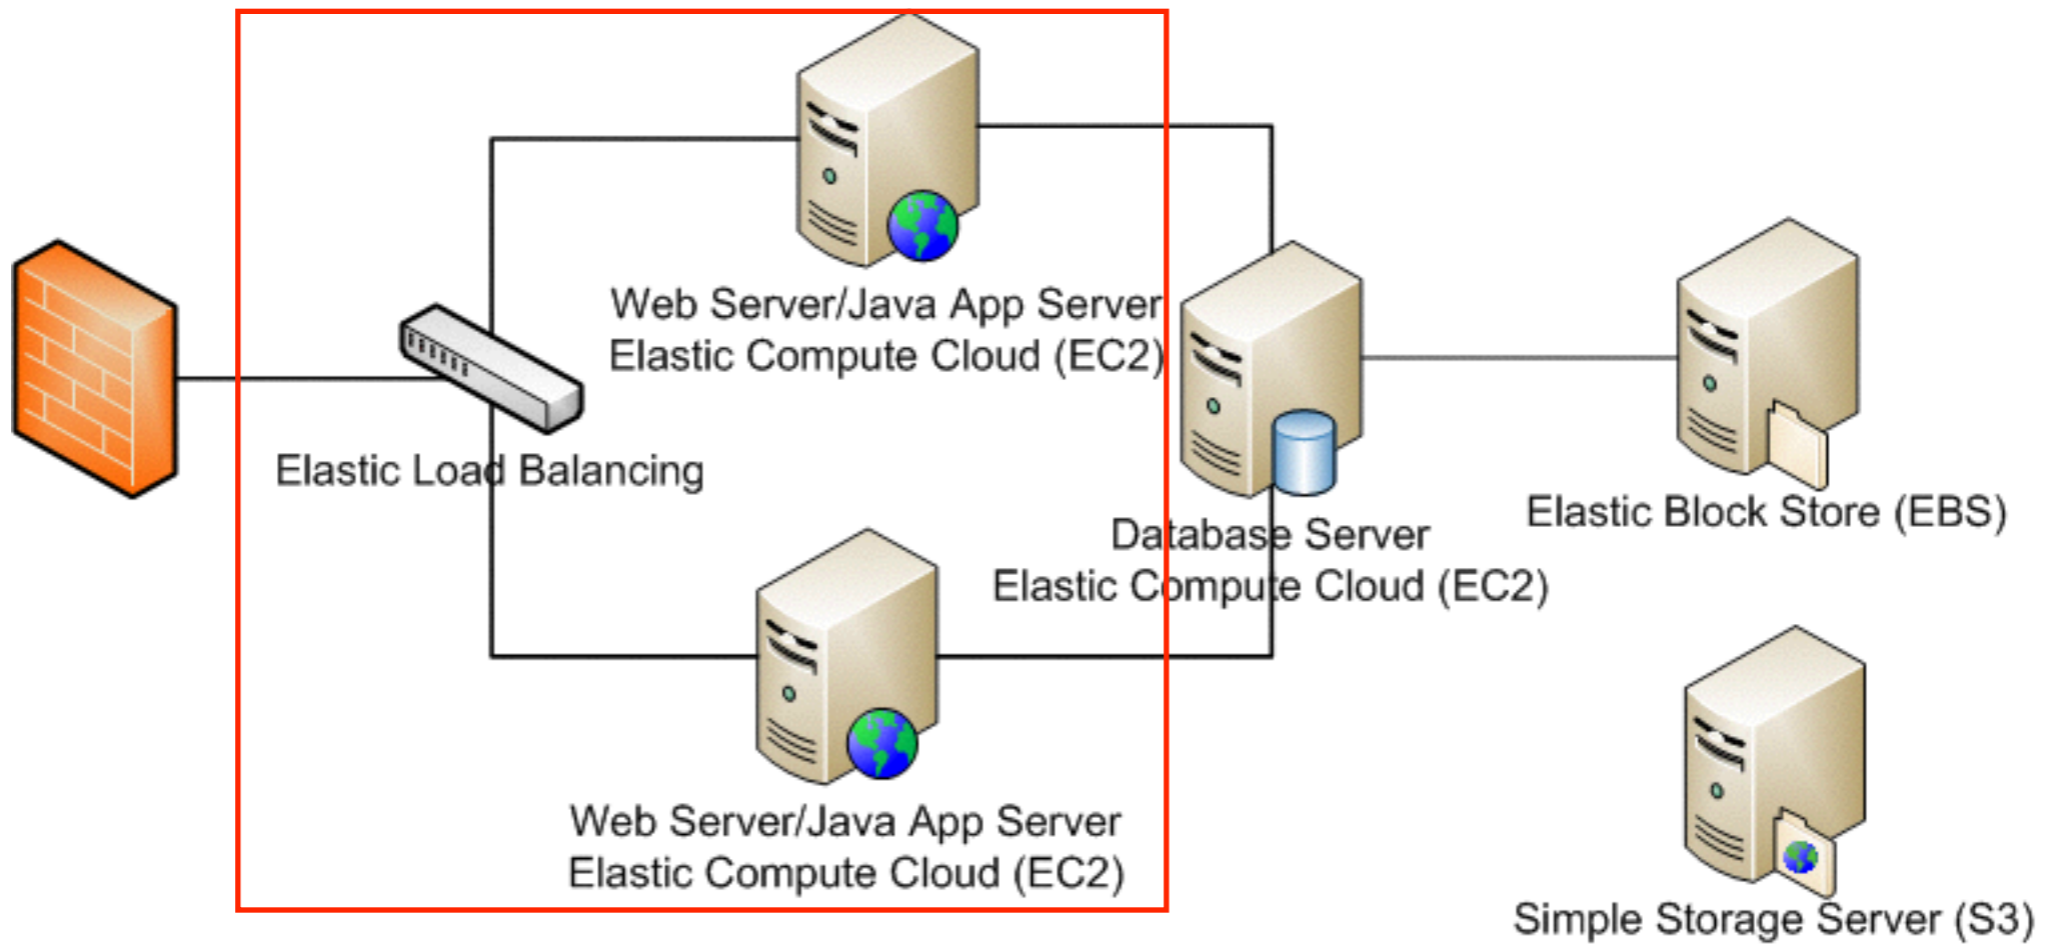 Web Server/Java App Server
Elastic Compute Cloud (EC2)
Elastic Load Balancing
Database Server
Elastic Compute Cloud (EC2)
Elastic Block Store (EBS)
Web Server/Java App Server
Elastic Compute Cloud (EC2)
Simple Storage Server (S3)